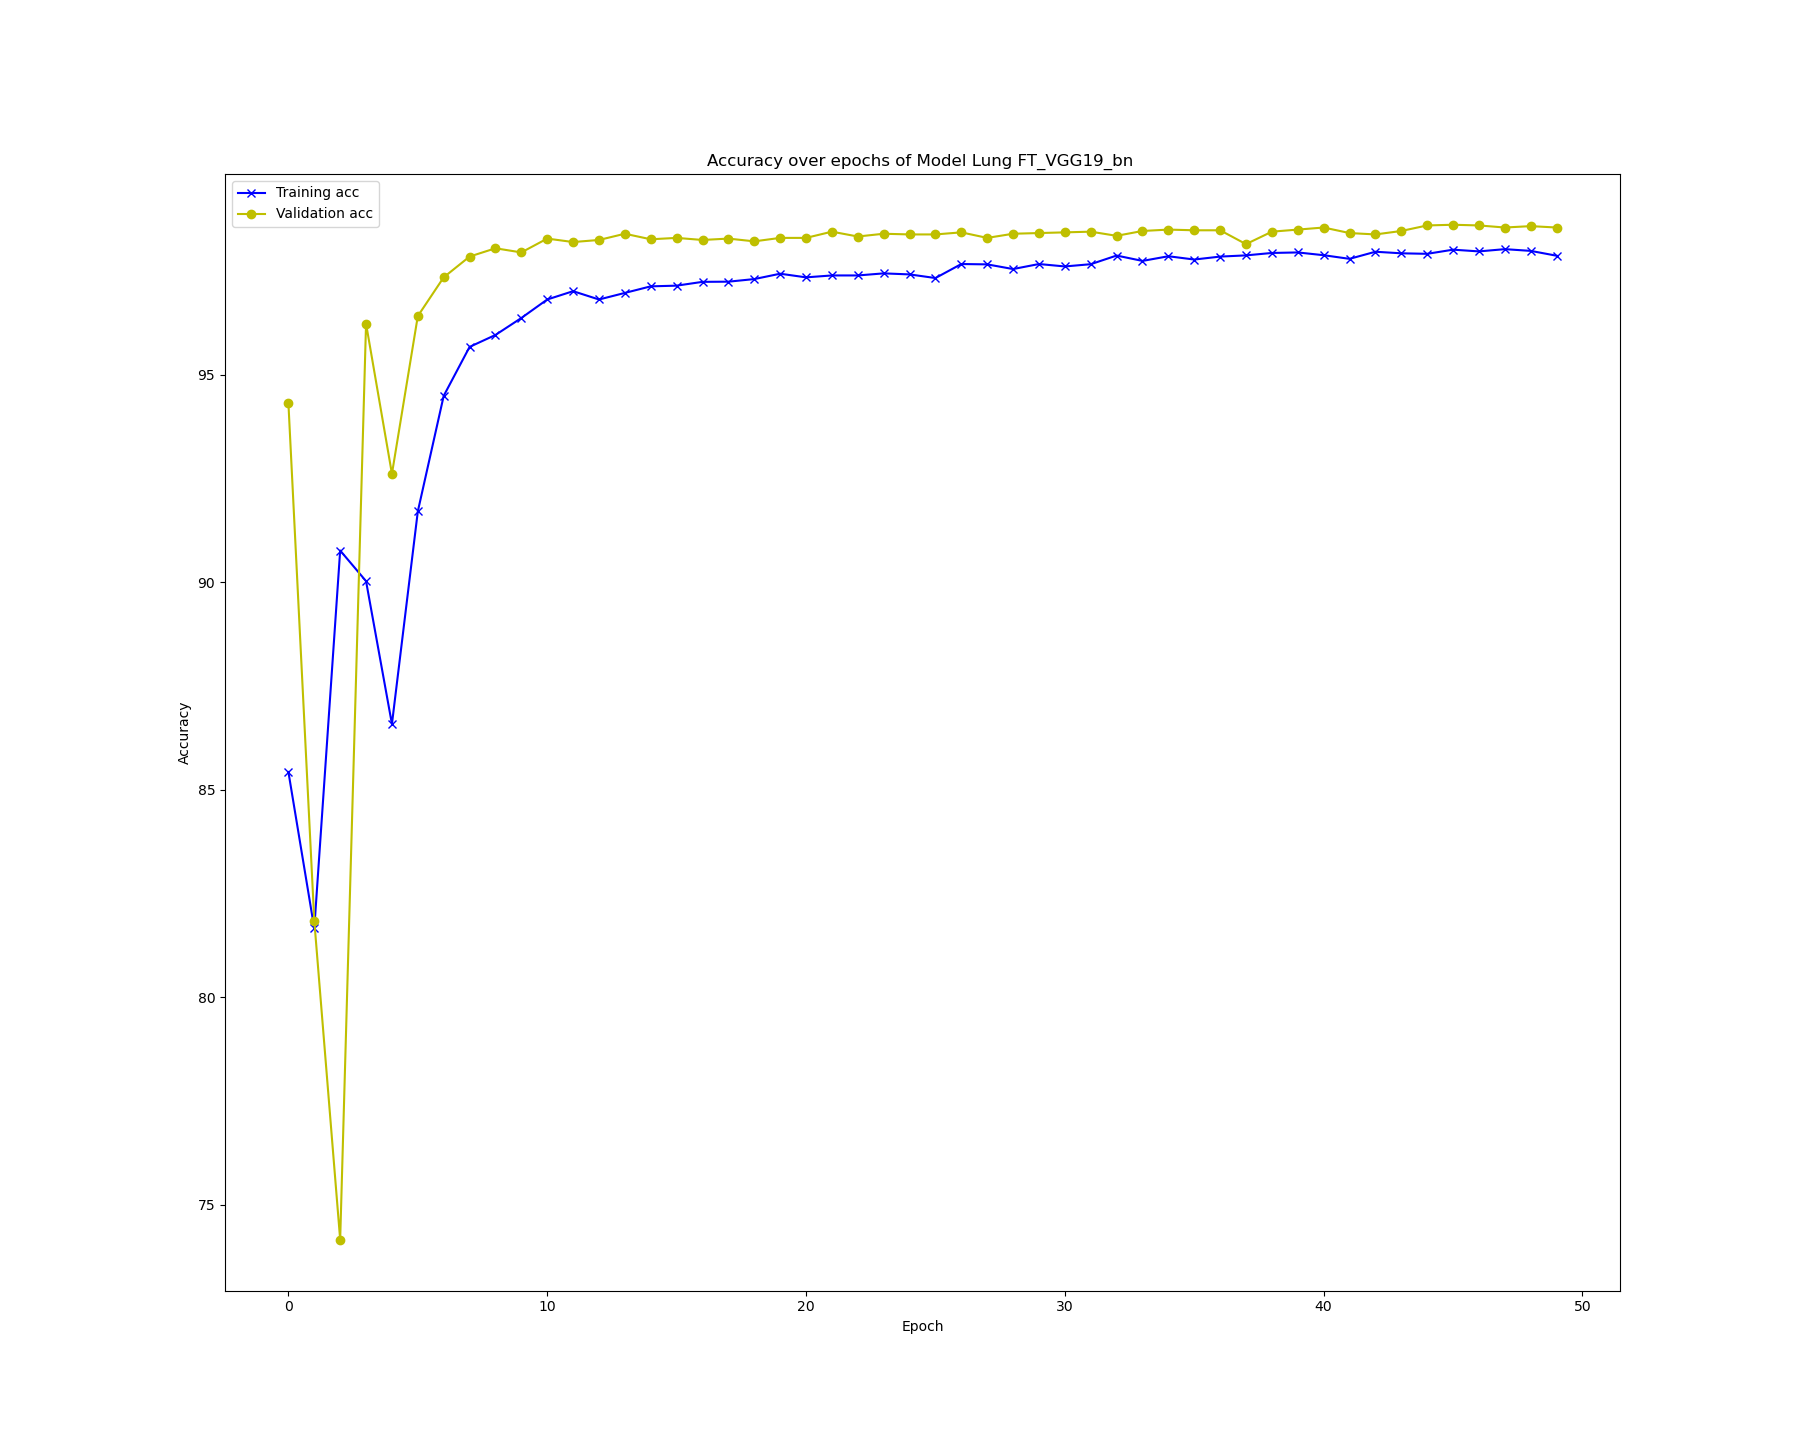 Accuracy over epochs of Model Lung FT_VGG19_bn
Training acc
Validation acc
95
90
85
80
75
Accuracy
0 10 20 30 40 50
Epoch